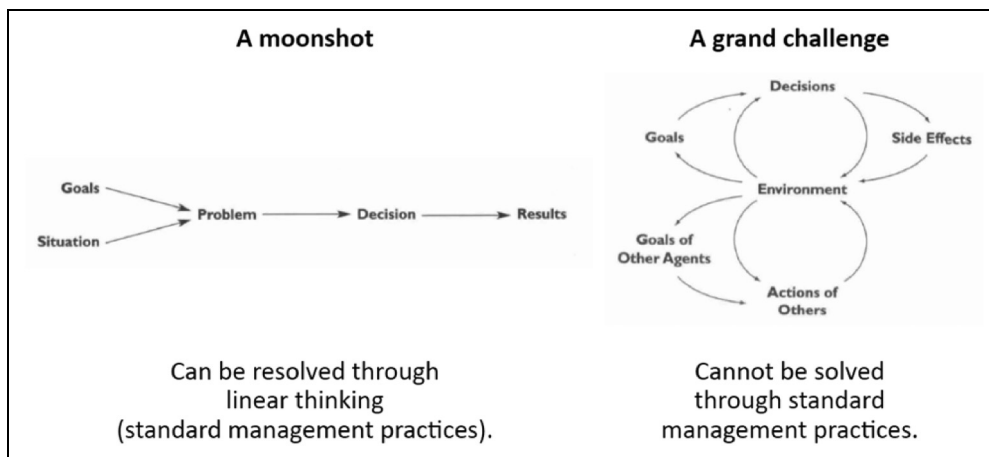 A moonshot
Goals
Situation
Problem
Decision
Results
Can be resolved through
linear thinking
(standard management practices).
A grand challenge
Decisions
Goals
Side Effects
Environment
Goals of
Other Agents
Actions of
Others
Cannot be solved
through standard
management practices.